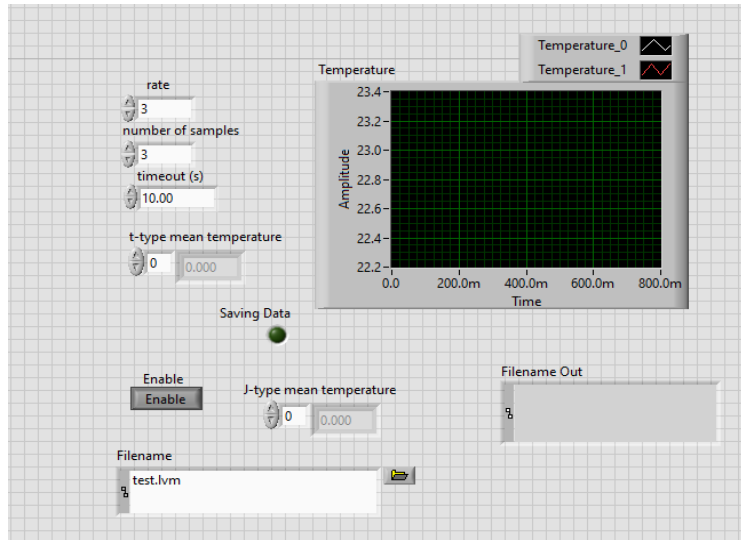 Temperature_0
Temperature
Temperature_1
rate
3
number of samples
3
timeout (s)
10.00
t-type mean temperature
0
0.000
23.4
23.2
23.0
22.8
22.6
22.4
22.2
Amplitude
0.0 200.0m 400.0m 600.0m 800.0m
Time
Saving Data
Enable
Enable
J-type mean temperature
0
0.000
Filename Out
Filename
test.lvm